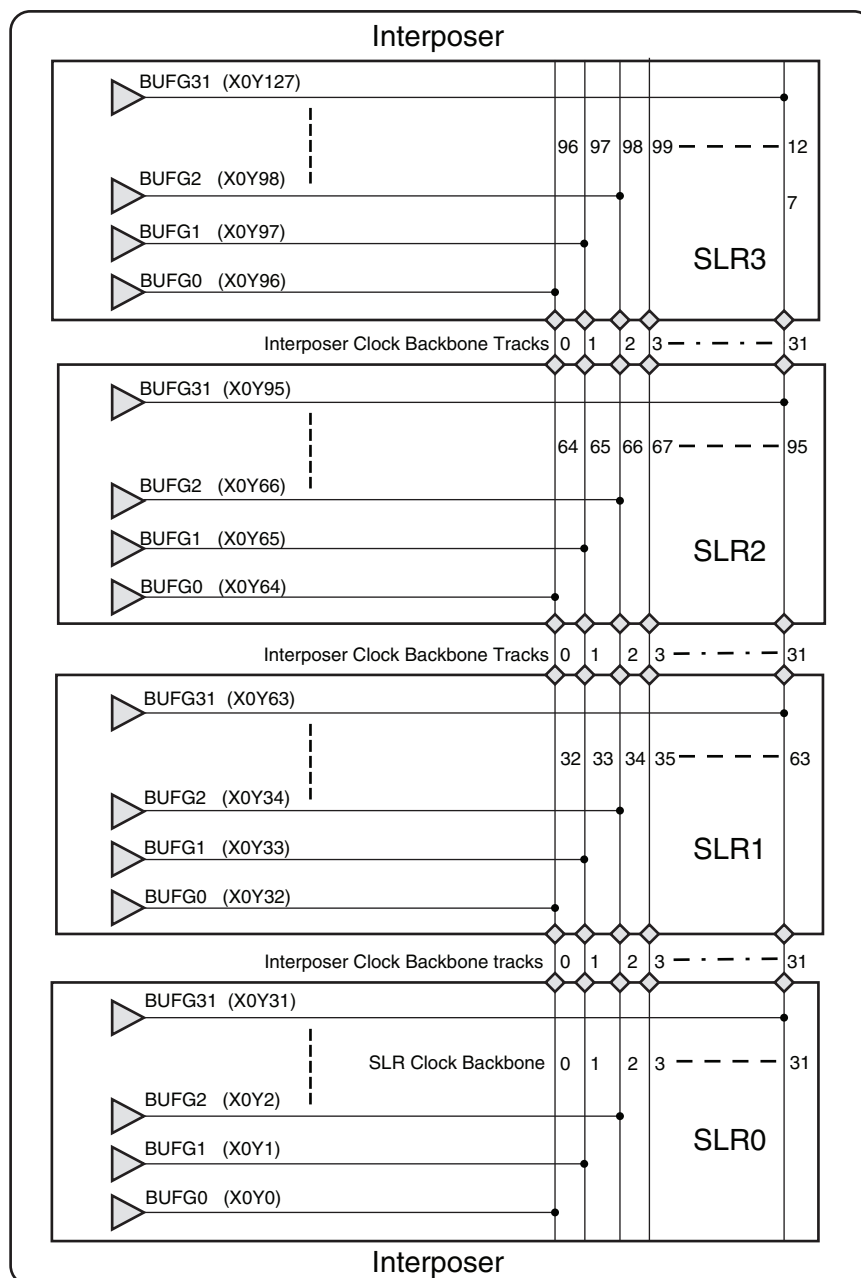 Interposer
BUFG31 (X0Y127)
96 97 98 99 12
BUFG2 (X0Y98)
7
BUFG1 (X0Y97)
SLR3
BUFG0 (X0Y96)
Interposer Clock Backbone Tracks 0 1 2 3 31
BUFG31 (X0Y95)
64 65 66 67 95
BUFG2 (X0Y66)
BUFG1 (X0Y65)
SLR2
BUFG0 (X0Y64)
Interposer Clock Backbone Tracks 0 1 2 3 31
BUFG31 (X0Y63)
32 33 34 35 63
BUFG2 (X0Y34)
BUFG1 (X0Y33)
SLR1
BUFG0 (X0Y32)
Interposer Clock Backbone tracks 0 1 2 3 31
BUFG31 (X0Y31)
SLR Clock Backbone 0 1 2 3 31
BUFG2 (X0Y2)
BUFG1 (X0Y1)
SLR0
BUFG0 (X0Y0)
Interposer